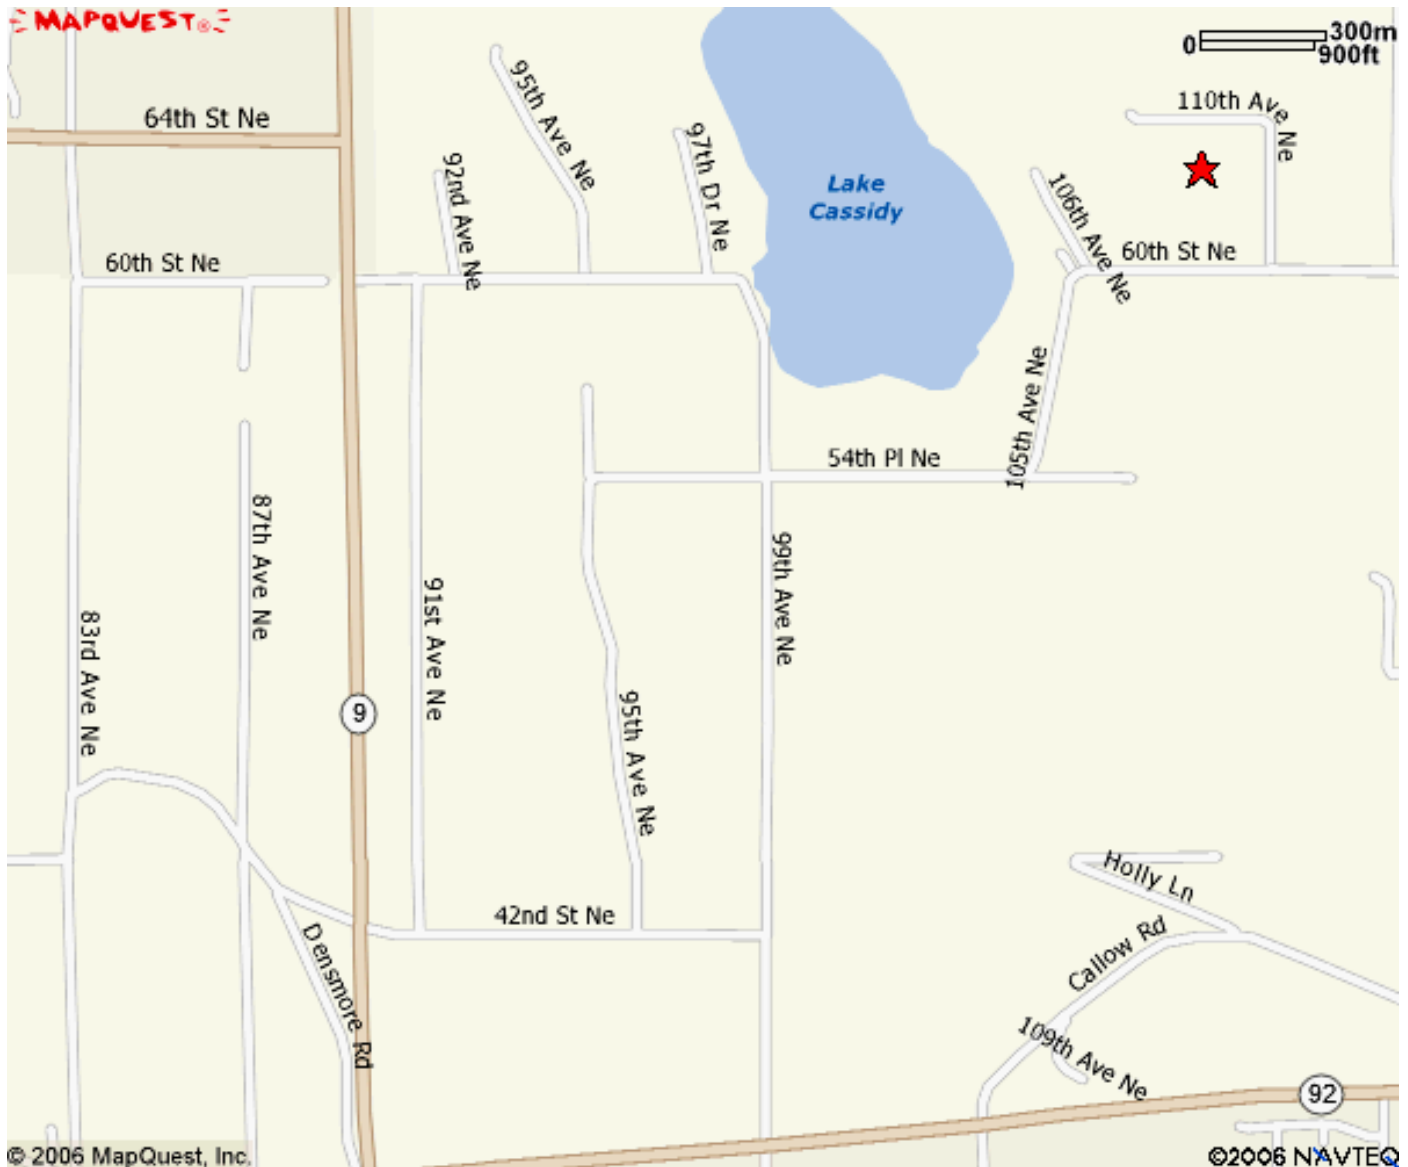 MAPQUEST®
0 300m
900ft
95th Ave Ne
110th Ave Ne
64th St Ne
97th Dr Ne
92nd Ave Ne
Lake
Cassidy
106th Ave Ne
60th St Ne
60th St Ne
105th Ave Ne
54th Pl Ne
87th Ave Ne
99th Ave Ne
91st Ave Ne
83rd Ave Ne
95th Ave Ne
9
Holly Ln
42nd St Ne
Callow Rd
Densmore Rd
109th Ave Ne
92
© 2006 MapQuest, Inc.
©2006 NAVTEQ